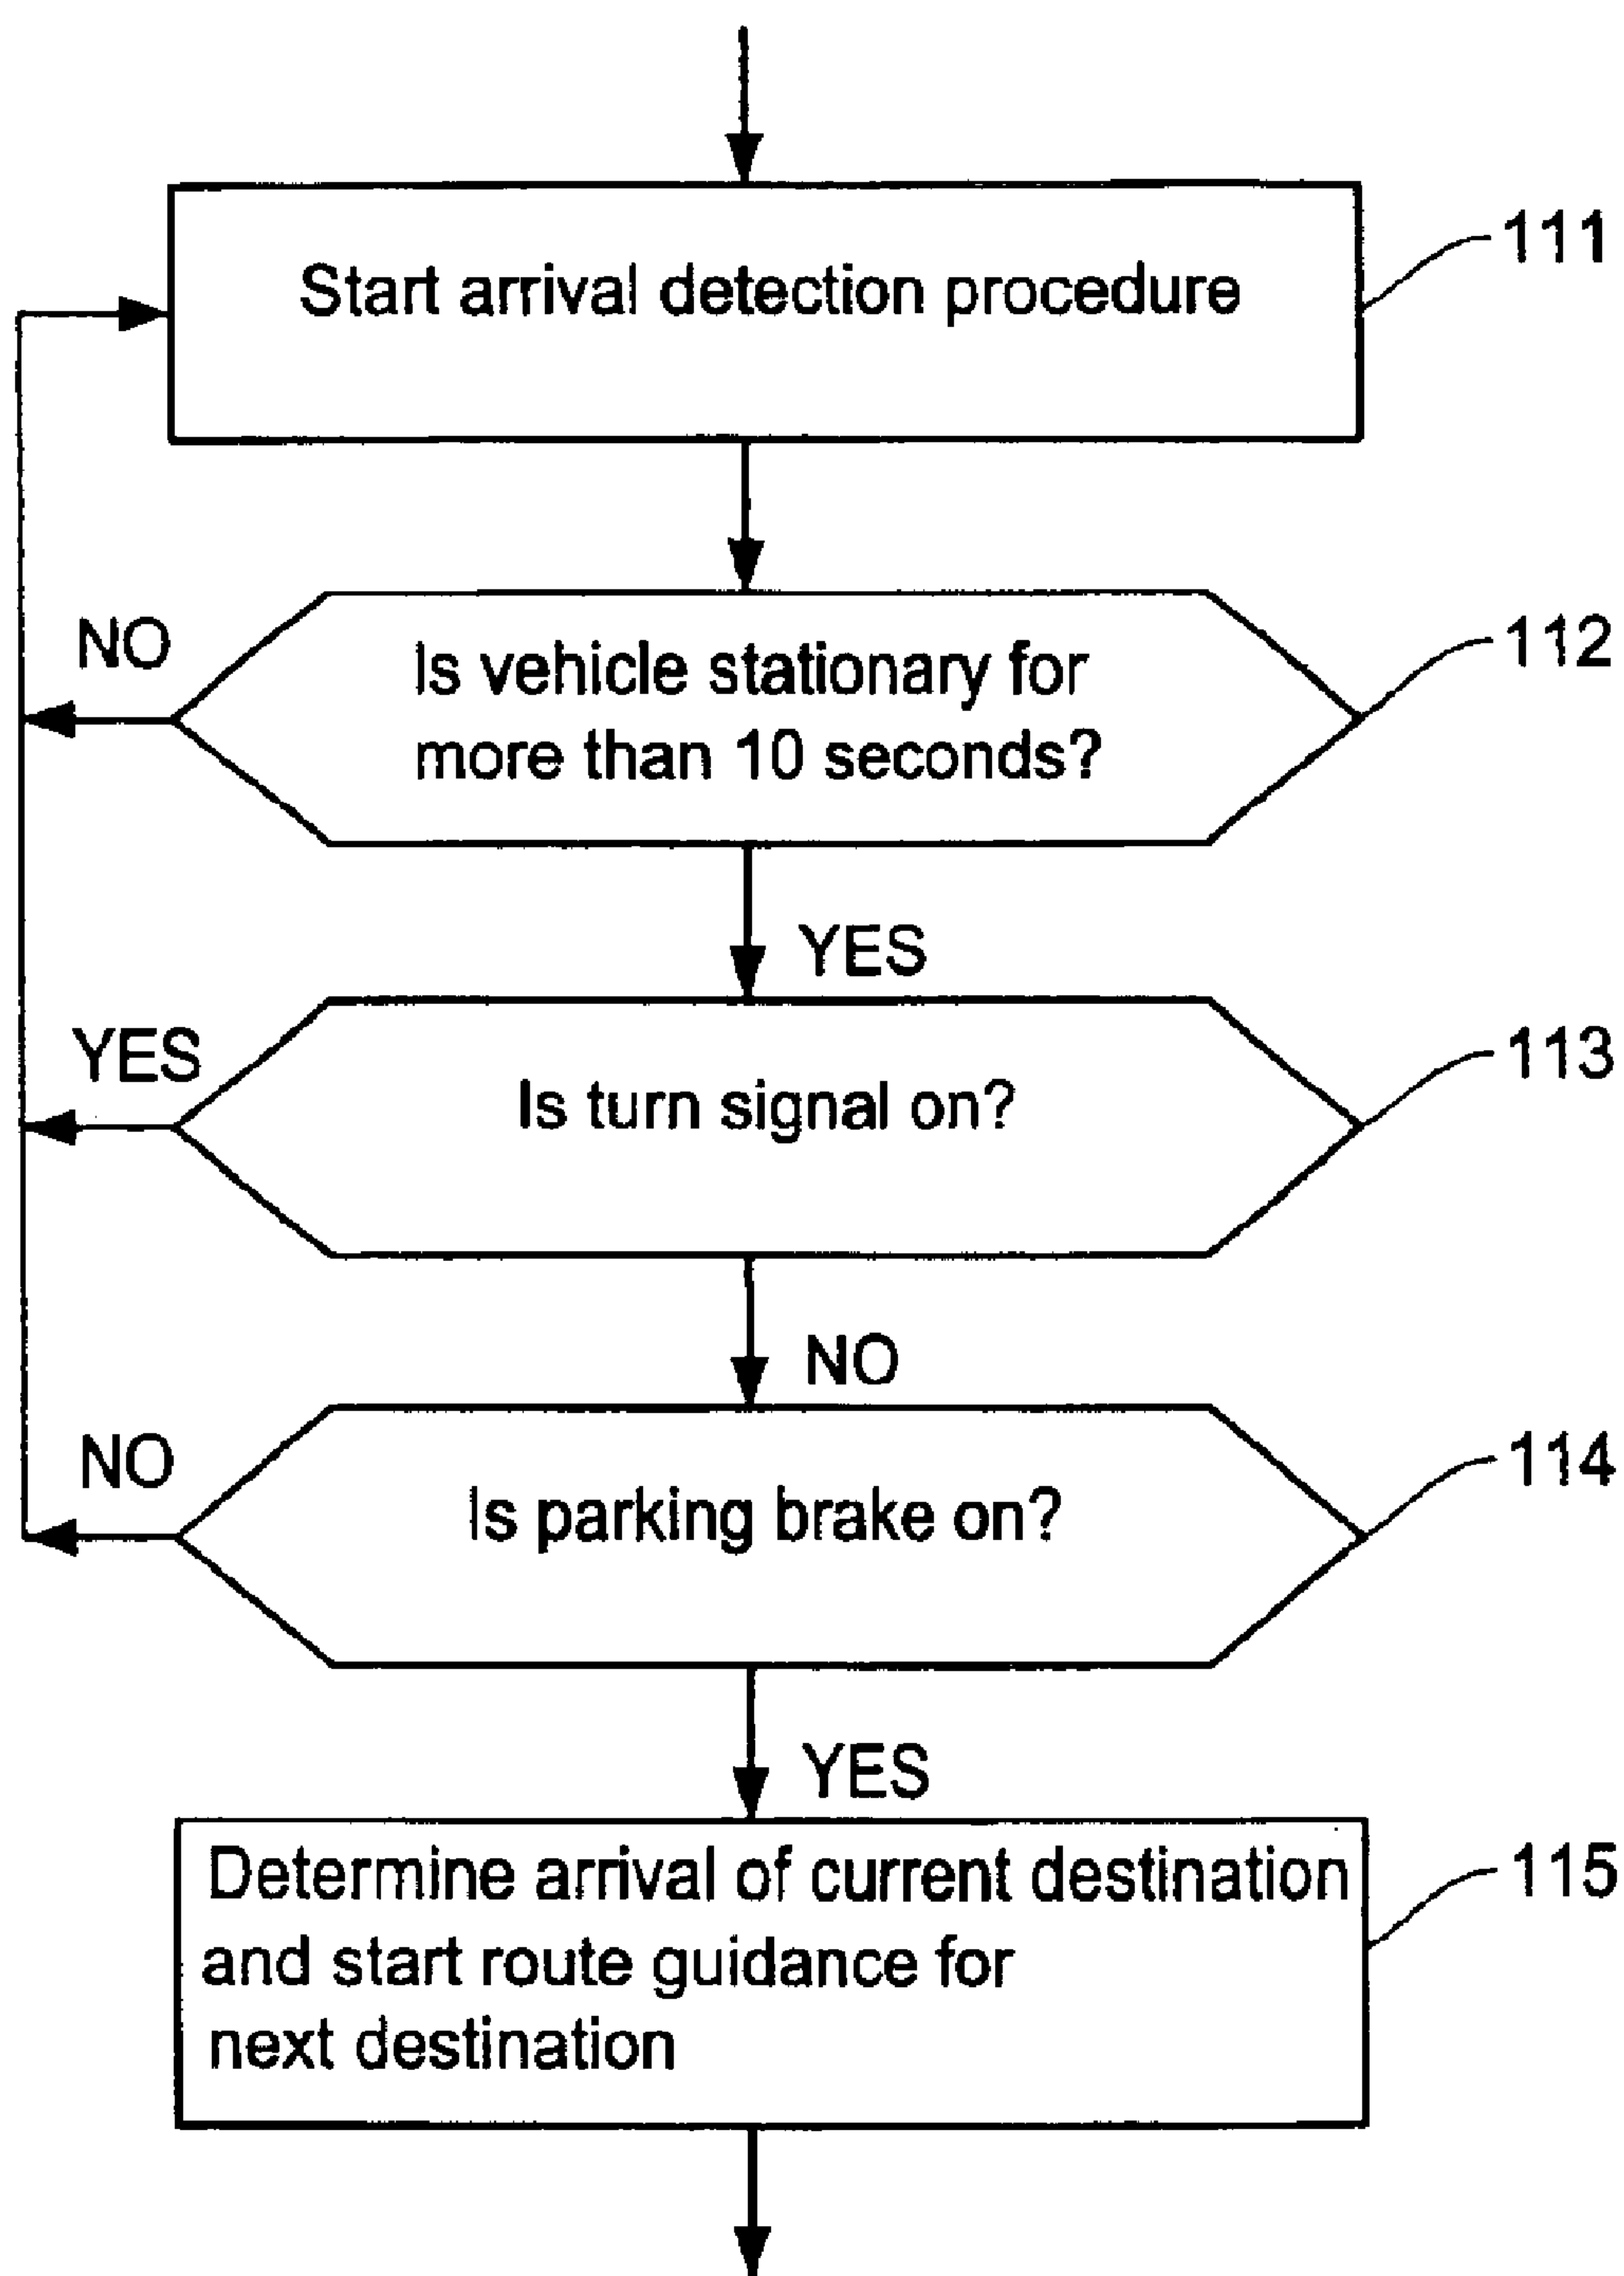 Start arrival detection procedure
111
NO
Is vehicle stationary for
more than 10 seconds?
112
YES
YES
Is turn signal on?
113
NO
NO
Is parking brake on?
114
YES
Determine arrival of current destination
and start route guidance for
next destination
115